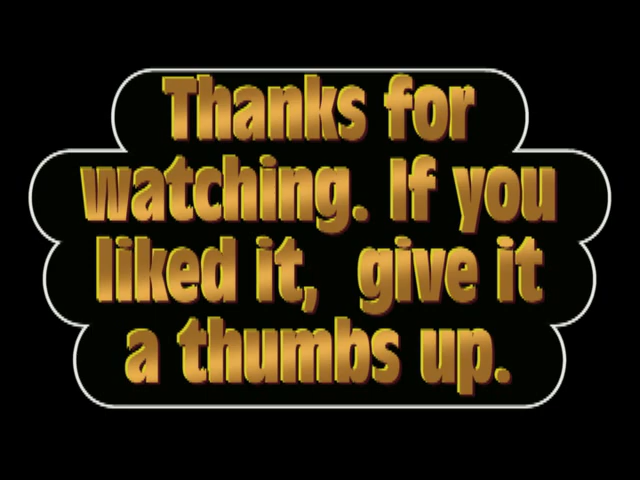 Thanks for
watching. If you
liked it, give it
a thumbs up.